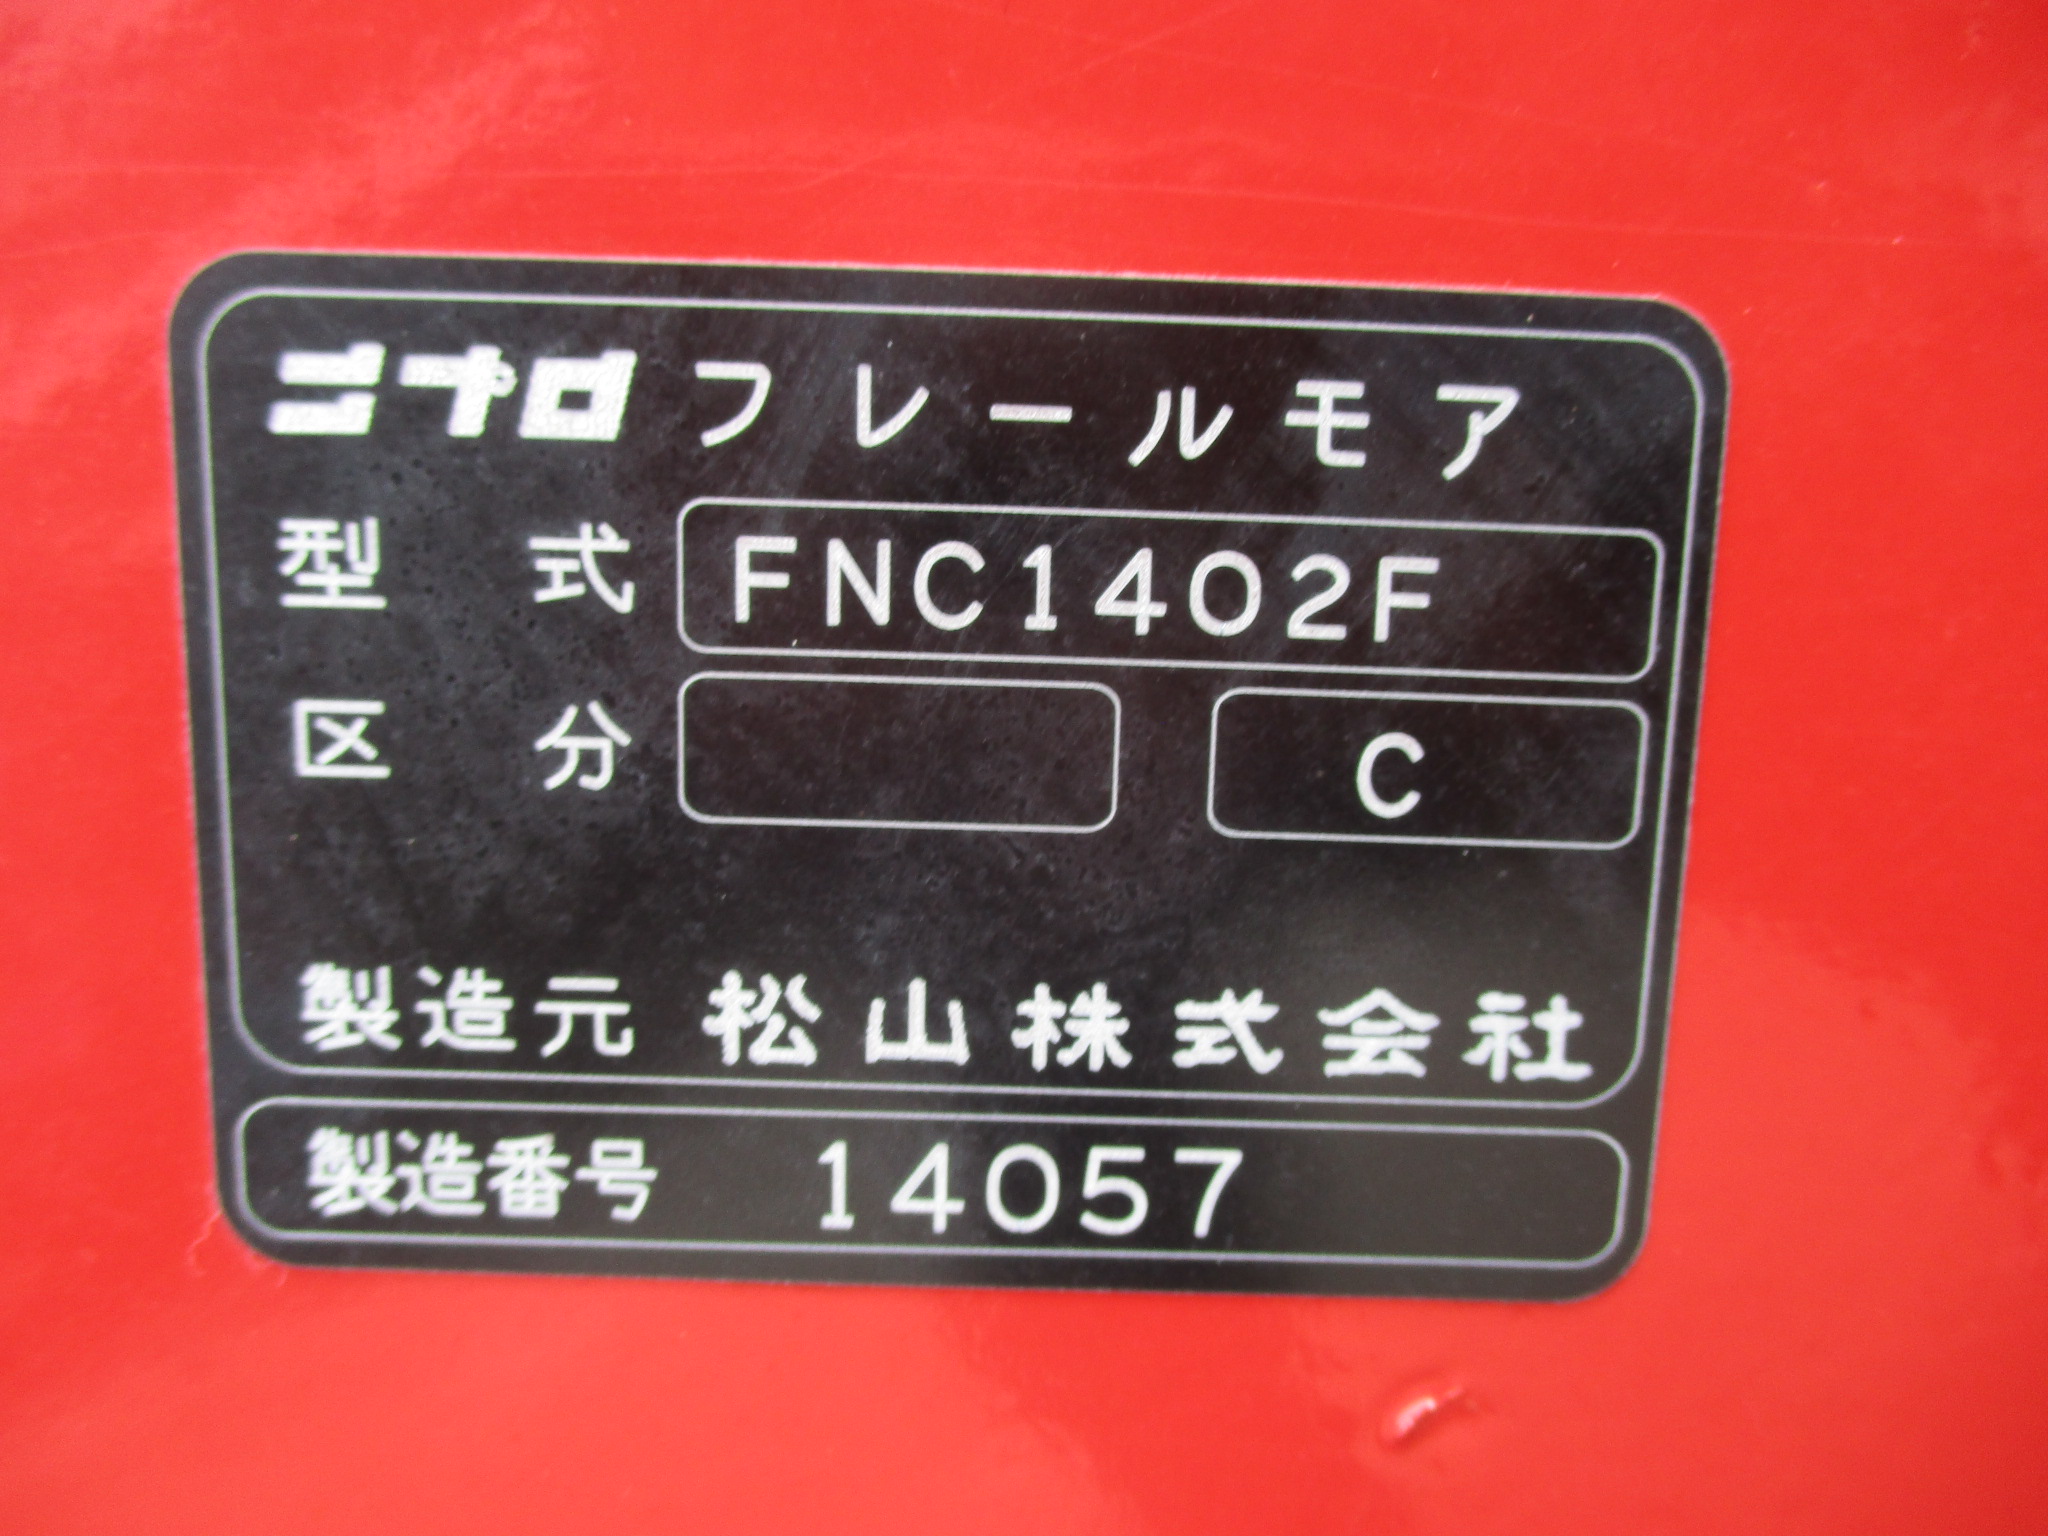 ニプロ フレールモア
型式 FNC1402F
区分 C
製造元 松山株式会社
製造番号 14057